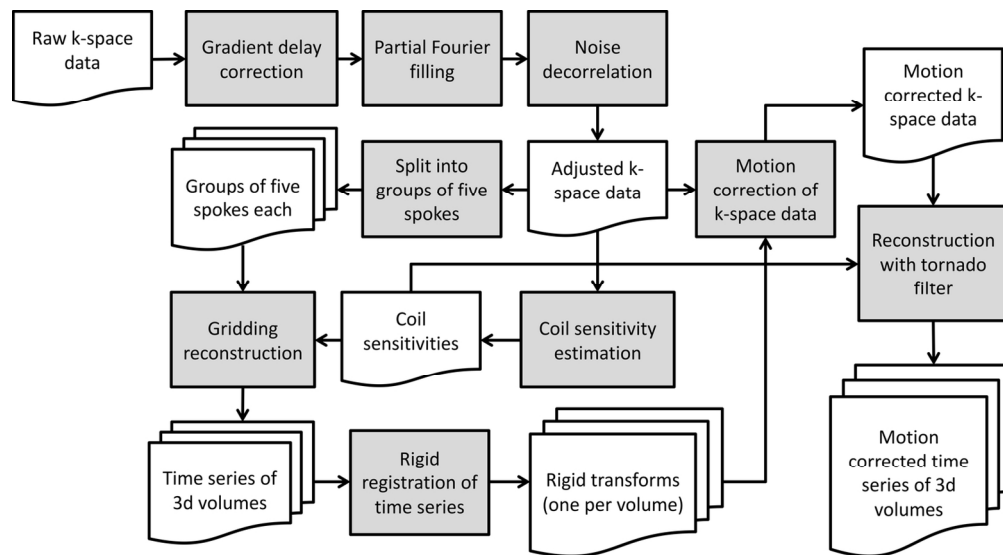 Raw k-space
data
Gradient delay
correction
Partial Fourier
filling
Noise
decorrelation
Motion
corrected k-
space data
Groups of five
spokes each
Split into
groups of five
spokes
Adjusted k-
space data
Motion
correction of
k-space data
Reconstruction
with tornado
filter
Gridding
reconstruction
Coil
sensitivities
Coil sensitivity
estimation
Time series of
3d volumes
Rigid
registration of
time series
Rigid transforms
(one per volume)
Motion
corrected time
series of 3d
volumes